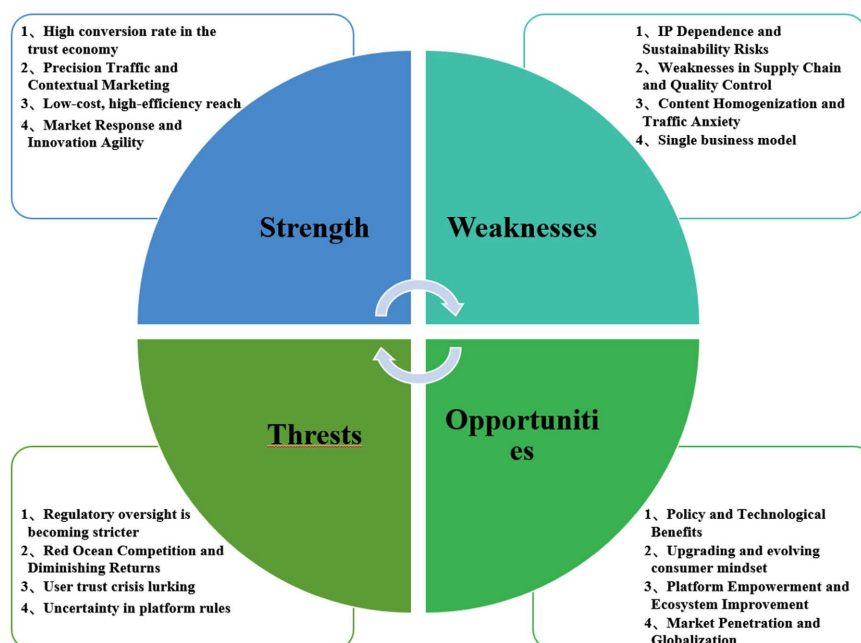 1、High conversion rate in the
trust economy
2、Precision Traffic and
Contextual Marketing
3、Low-cost, high-efficiency reach
4、Market Response and
Innovation Agility
1、IP Dependence and
Sustainability Risks
2、Weaknesses in Supply Chain
and Quality Control
3、Content Homogenization and
Traffic Anxiety
4、Single business model
Strength
Weaknesses
Thrests
Opportuniti
es
1、Regulatory oversight is
becoming stricter
2、Red Ocean Competition and
Diminishing Returns
3、User trust crisis lurking
4、Uncertainty in platform rules
1、Policy and Technological
Benefits
2、Upgrading and evolving
consumer mindset
3、Platform Empowerment and
Ecosystem Improvement
4、Market Penetration and
Globalization